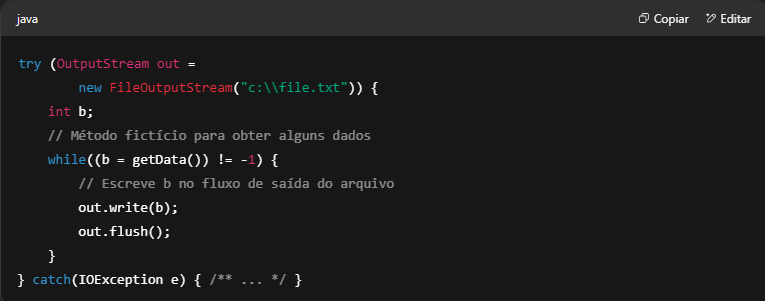 java
Copiar
Editar
try (OutputStream out =
        new FileOutputStream("c:\\file.txt")) {
    int b;
    // Método fictício para obter alguns dados
    while((b = getData()) != -1) {
        // Escreve b no fluxo de saída do arquivo
        out.write(b);
        out.flush();
    }
} catch(IOException e) { /** ... */ }